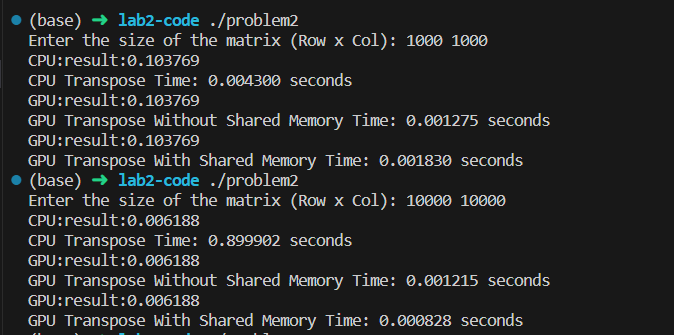 (base) ➜ lab2-code ./problem2
Enter the size of the matrix (Row x Col): 1000 1000
CPU:result:0.103769
CPU Transpose Time: 0.004300 seconds
GPU:result:0.103769
GPU Transpose Without Shared Memory Time: 0.001275 seconds
GPU:result:0.103769
GPU Transpose With Shared Memory Time: 0.001830 seconds
(base) ➜ lab2-code ./problem2
Enter the size of the matrix (Row x Col): 10000 10000
CPU:result:0.006188
CPU Transpose Time: 0.899902 seconds
GPU:result:0.006188
GPU Transpose Without Shared Memory Time: 0.001215 seconds
GPU:result:0.006188
GPU Transpose With Shared Memory Time: 0.000828 seconds